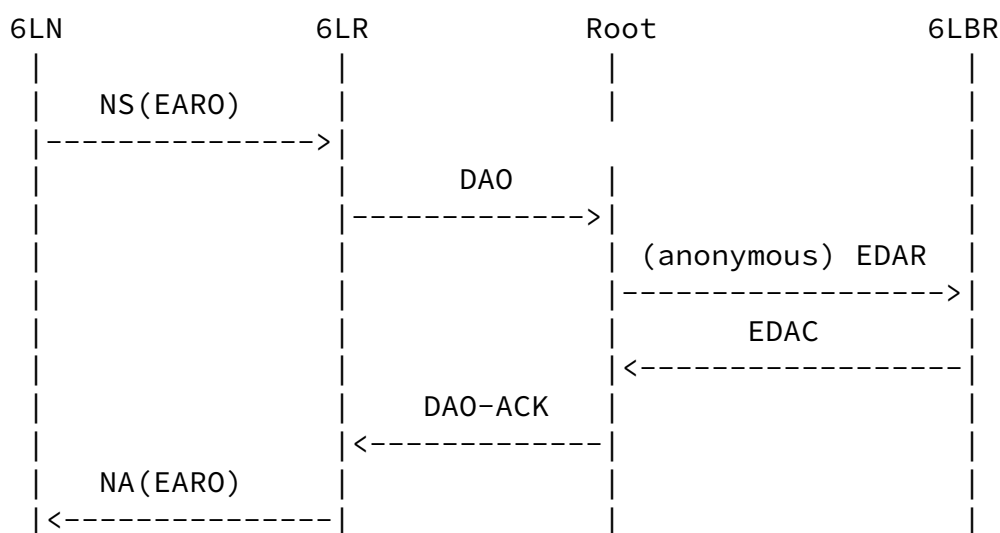 6LN 6LR Root 6LBR
NS(EARO)
DAO
(anonymous) EDAR
EDAC
DAO-ACK
NA(EARO)